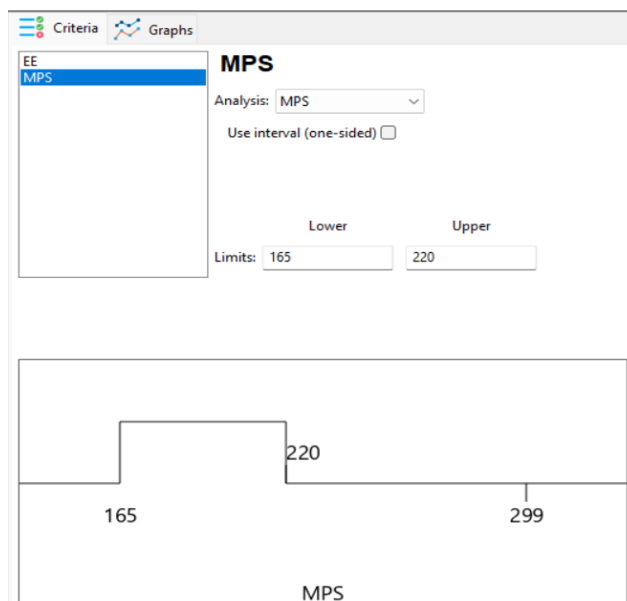 Criteria Graphs
EE
MPS
MPS
Analysis: MPS
Use interval (one-sided)
Lower Upper
Limits: 165 220
220
165 299
MPS